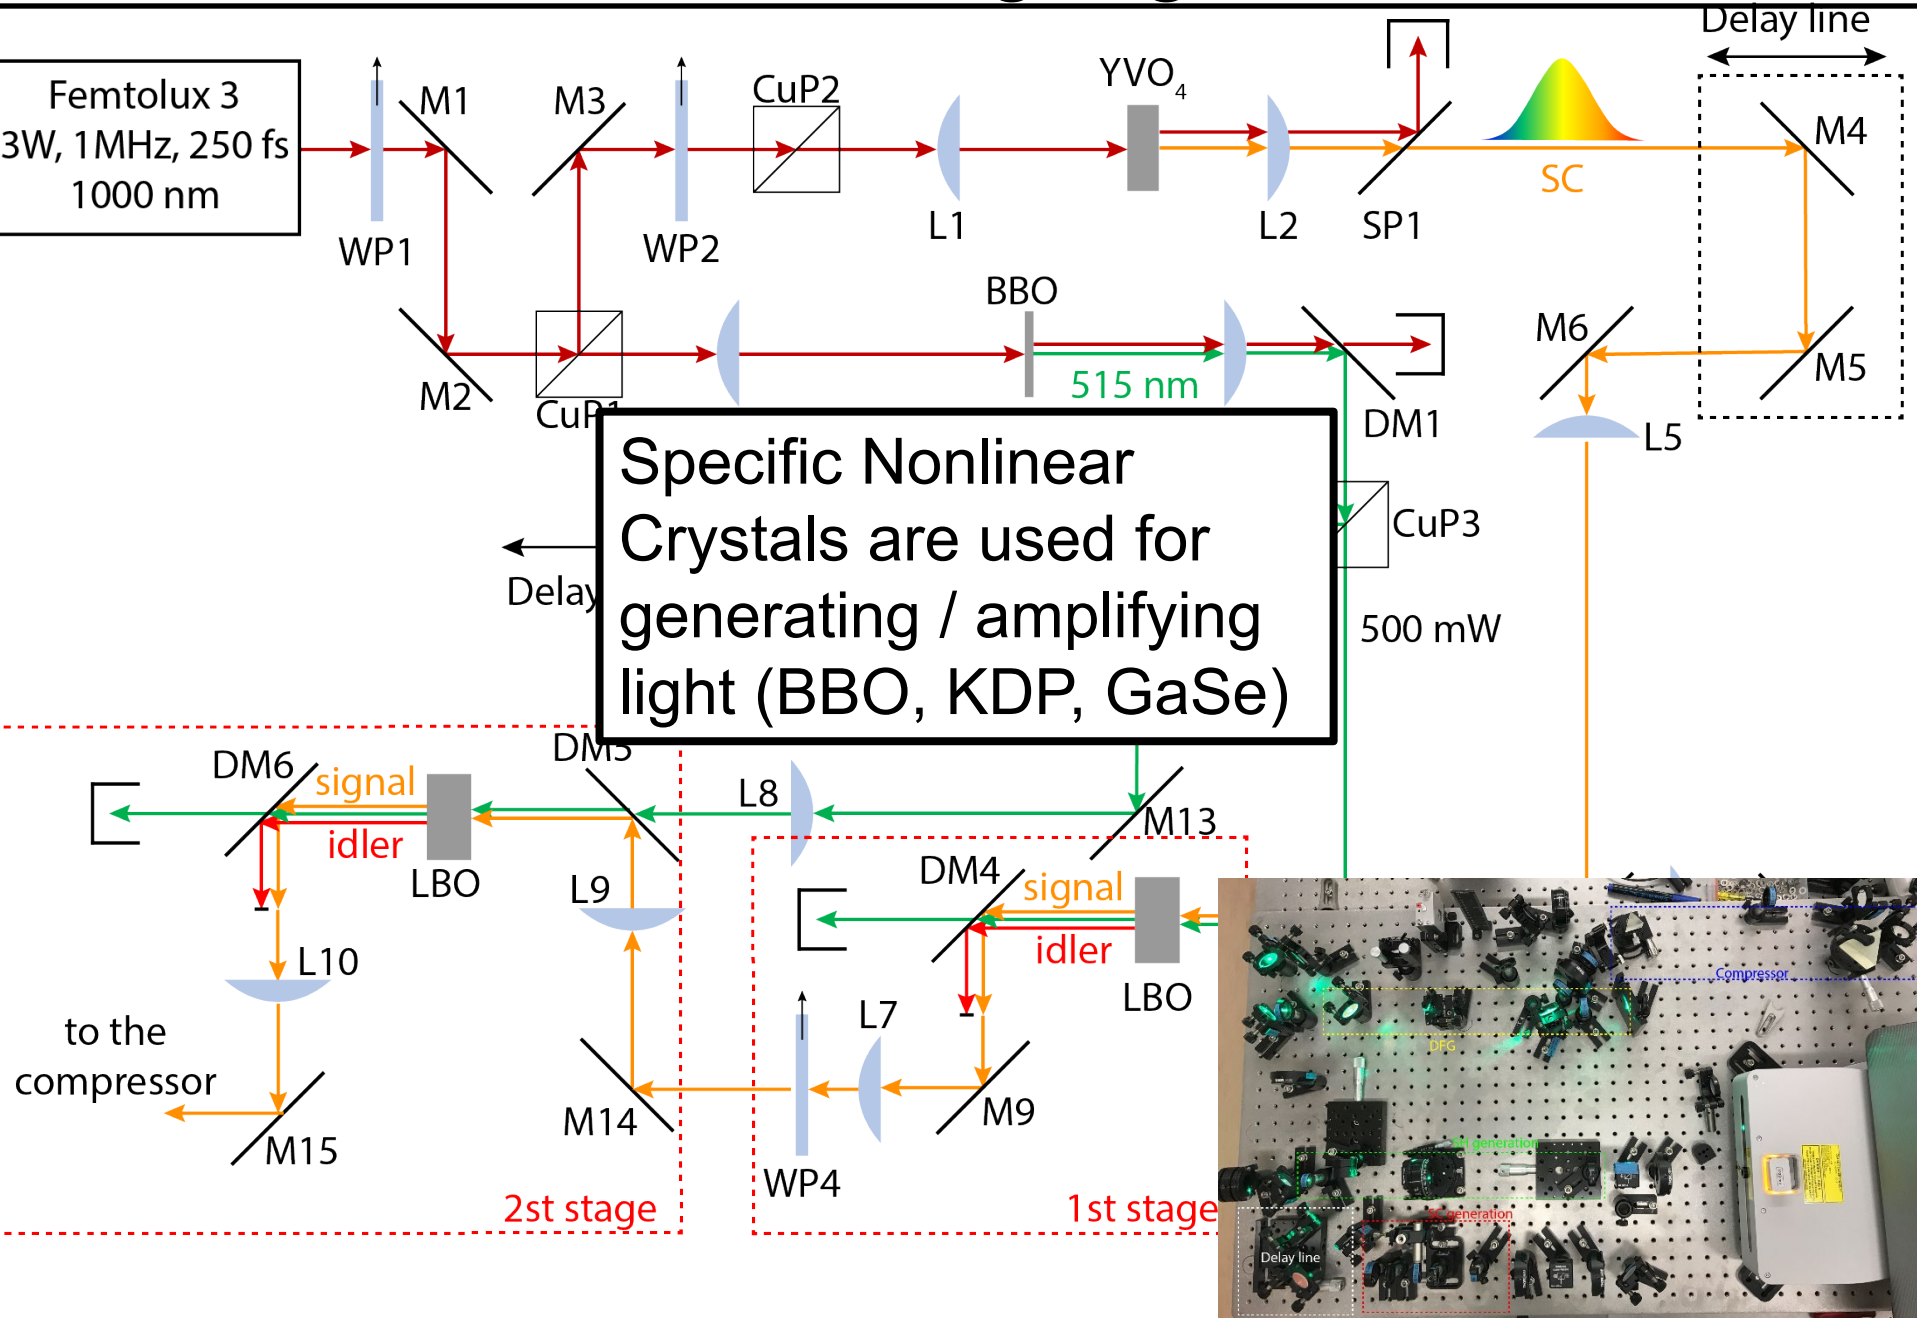 Delay line
Femtolux 3
3W, 1MHz, 250 fs
1000 nm
M1
M3
CuP2
YVO4
M4
WP1
WP2
L1
L2
SP1
SC
BBO
M6
M2
515 nm
DM1
M5
L5
Specific Nonlinear
Crystals are used for
generating / amplifying
light (BBO, KDP, GaSe)
CuP3
Delay
500 mW
DM6
signal
idler
LBO
DM5
L8
M13
L9
DM4
signal
idler
LBO
L10
L7
to the
compressor
M15
M14
M9
WP4
2st stage
1st stage
Compressor
DFG
SH generation
SC generation
Delay line